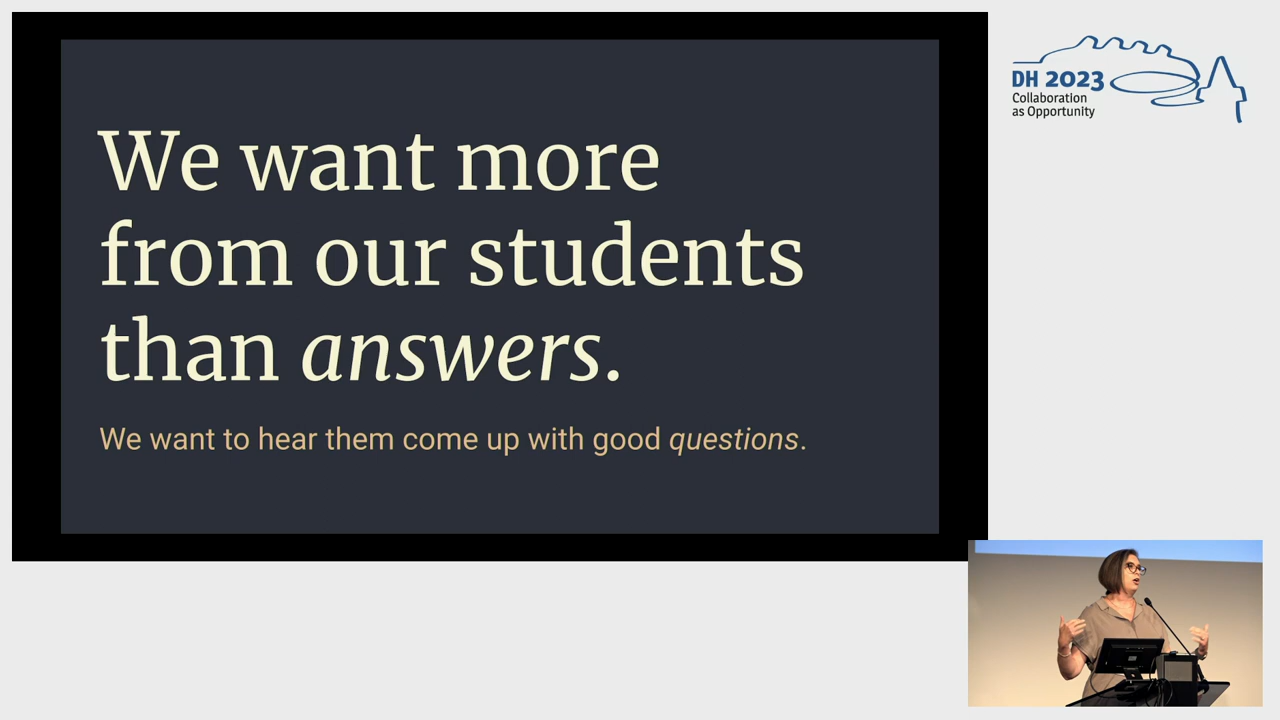 We want more
from our students
than answers.
We want to hear them come up with good questions.
DH 2023
Collaboration
as Opportunity